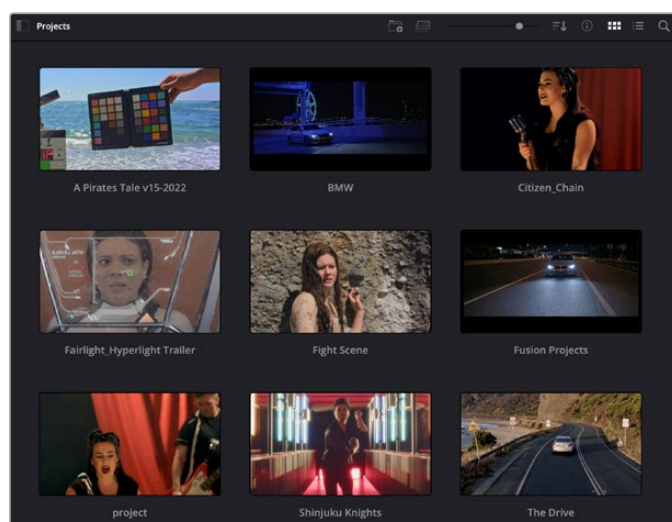 Projects
A Pirates Tale v15-2022
BMW
Citizen_Chain
Fairlight_Hyperlight Trailer
Fight Scene
Fusion Projects
project
Shinjuku Knights
The Drive